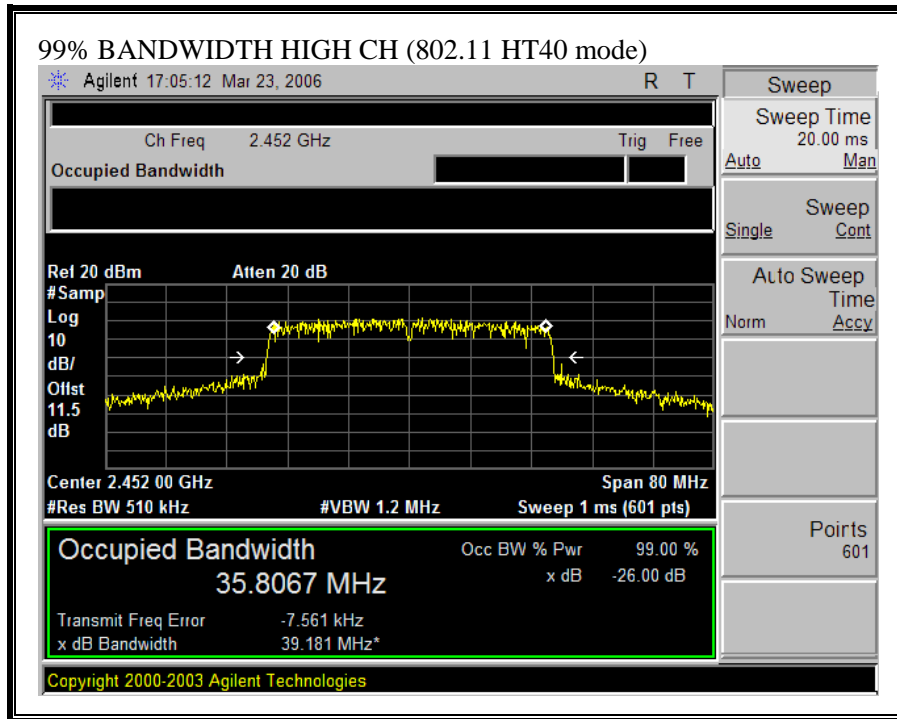 99% BANDWIDTH HIGH CH (802.11 HT40 mode)
Agilent 17:05:12 Mar 23, 2006 R T
Sweep
Ch Freq 2.452 GHz Trig Free
Occupied Bandwidth
Sweep Time
20.00 ms
Auto Man
Sweep
Single Cont
Ref 20 dBm Atten 20 dB
#Samp
Log
10
dB/
Offst
11.5
dB
Auto Sweep
Time
Norm Accy
Center 2.452 00 GHz Span 80 MHz
#Res BW 510 kHz #VBW 1.2 MHz Sweep 1 ms (601 pts)
Points
601
Occupied Bandwidth Occ BW % Pwr 99.00 %
35.8067 MHz x dB -26.00 dB
Transmit Freq Error -7.561 kHz
x dB Bandwidth 39.181 MHz*
Copyright 2000-2003 Agilent Technologies